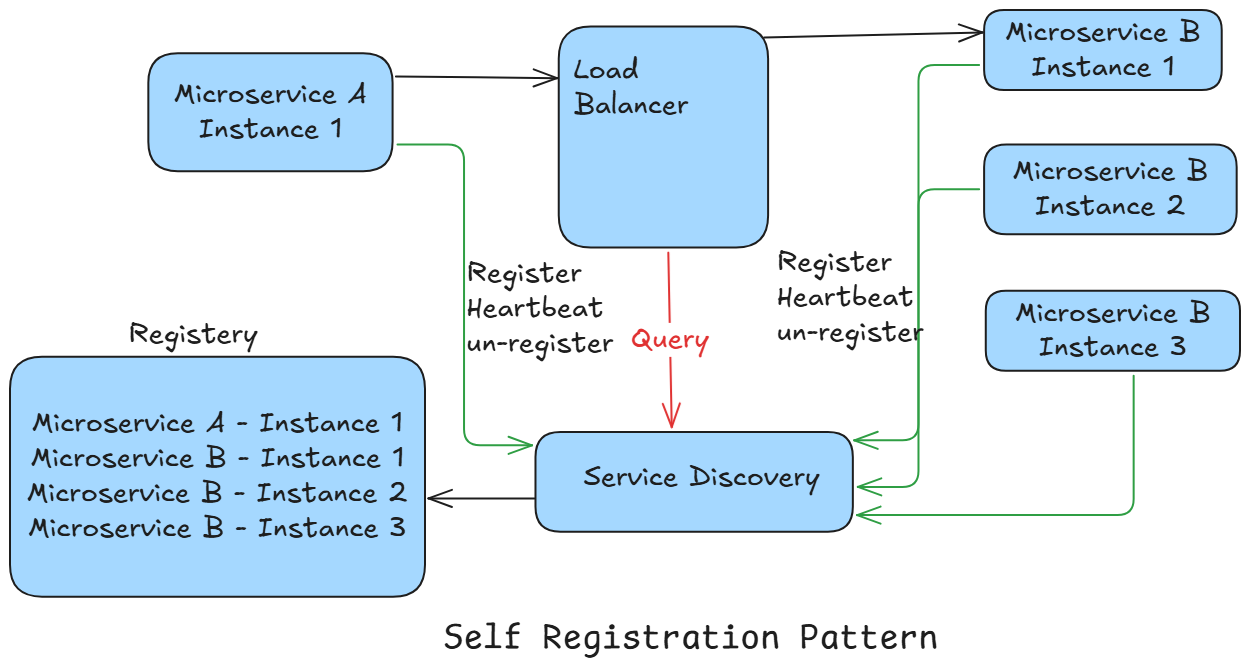 Microservice A
Instance 1
Load
Balancer
Microservice B
Instance 1
Microservice B
Instance 2
Microservice B
Instance 3
Register
Heartbeat
un-register
Query
Register
Heartbeat
un-register
Registery
Microservice A - Instance 1
Microservice B - Instance 1
Microservice B - Instance 2
Microservice B - Instance 3
Service Discovery
Self Registration Pattern